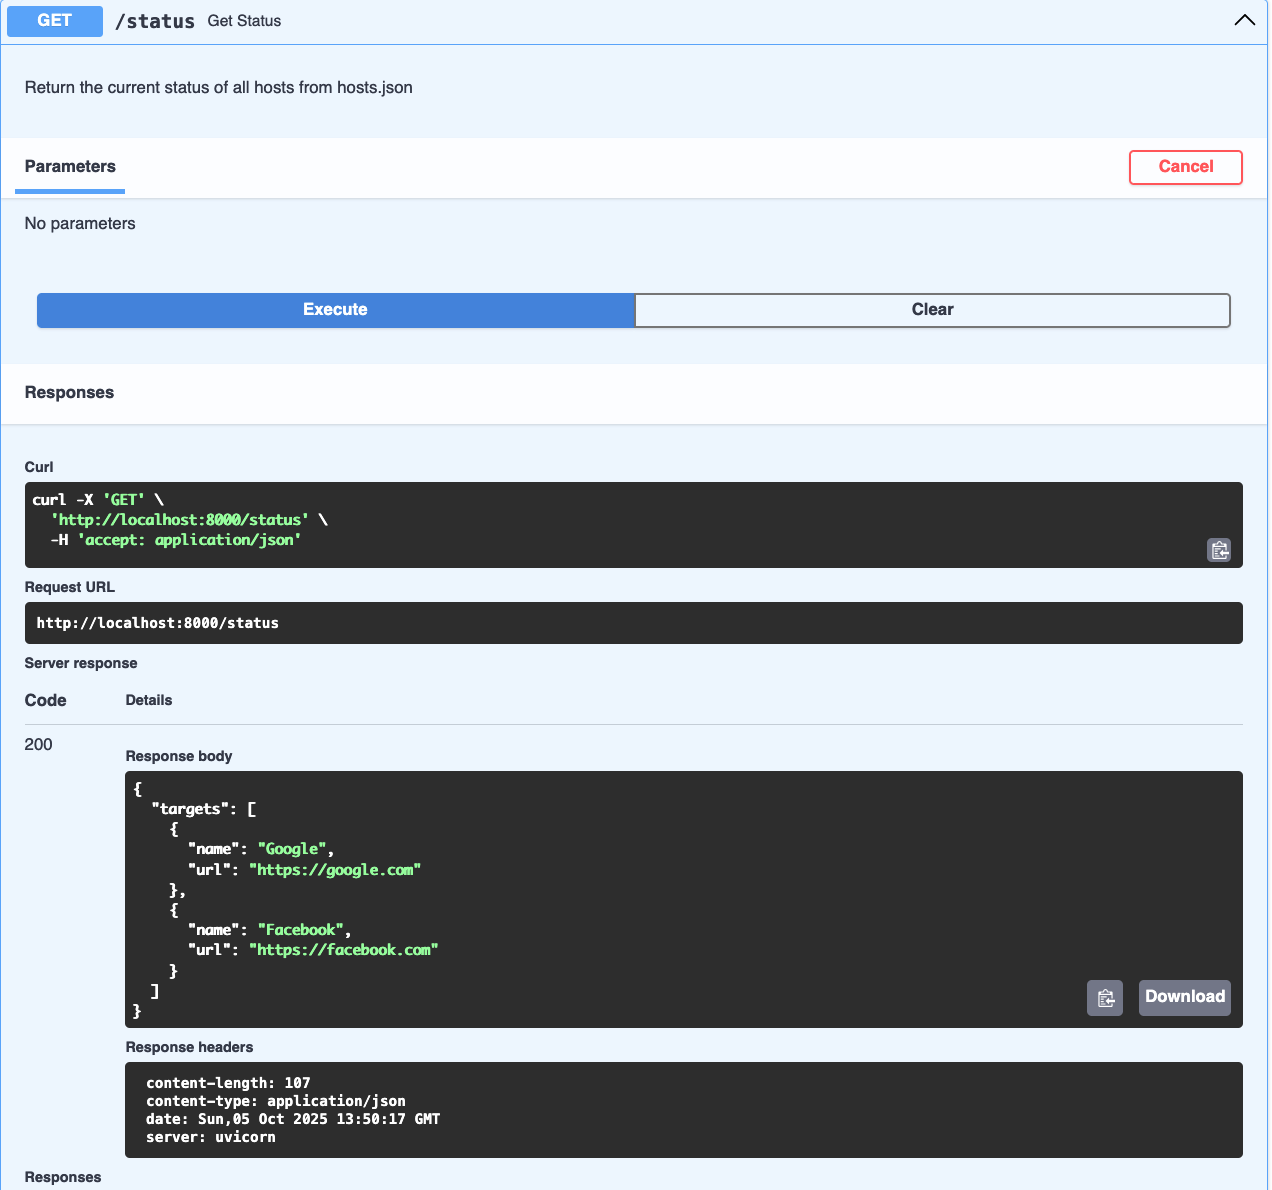 GET /status Get Status
Return the current status of all hosts from hosts.json
Parameters
Cancel
No parameters
Execute
Clear
Responses
Curl
curl -X 'GET' \
  'http://localhost:8000/status' \
  -H 'accept: application/json'
Request URL
http://localhost:8000/status
Server response
Code Details
200
Response body
{
  "targets": [
    {
      "name": "Google",
      "url": "https://google.com"
    },
    {
      "name": "Facebook",
      "url": "https://facebook.com"
    }
  ]
}
Download
Response headers
content-length: 107
content-type: application/json
date: Sun,05 Oct 2025 13:50:17 GMT
server: uvicorn
Responses